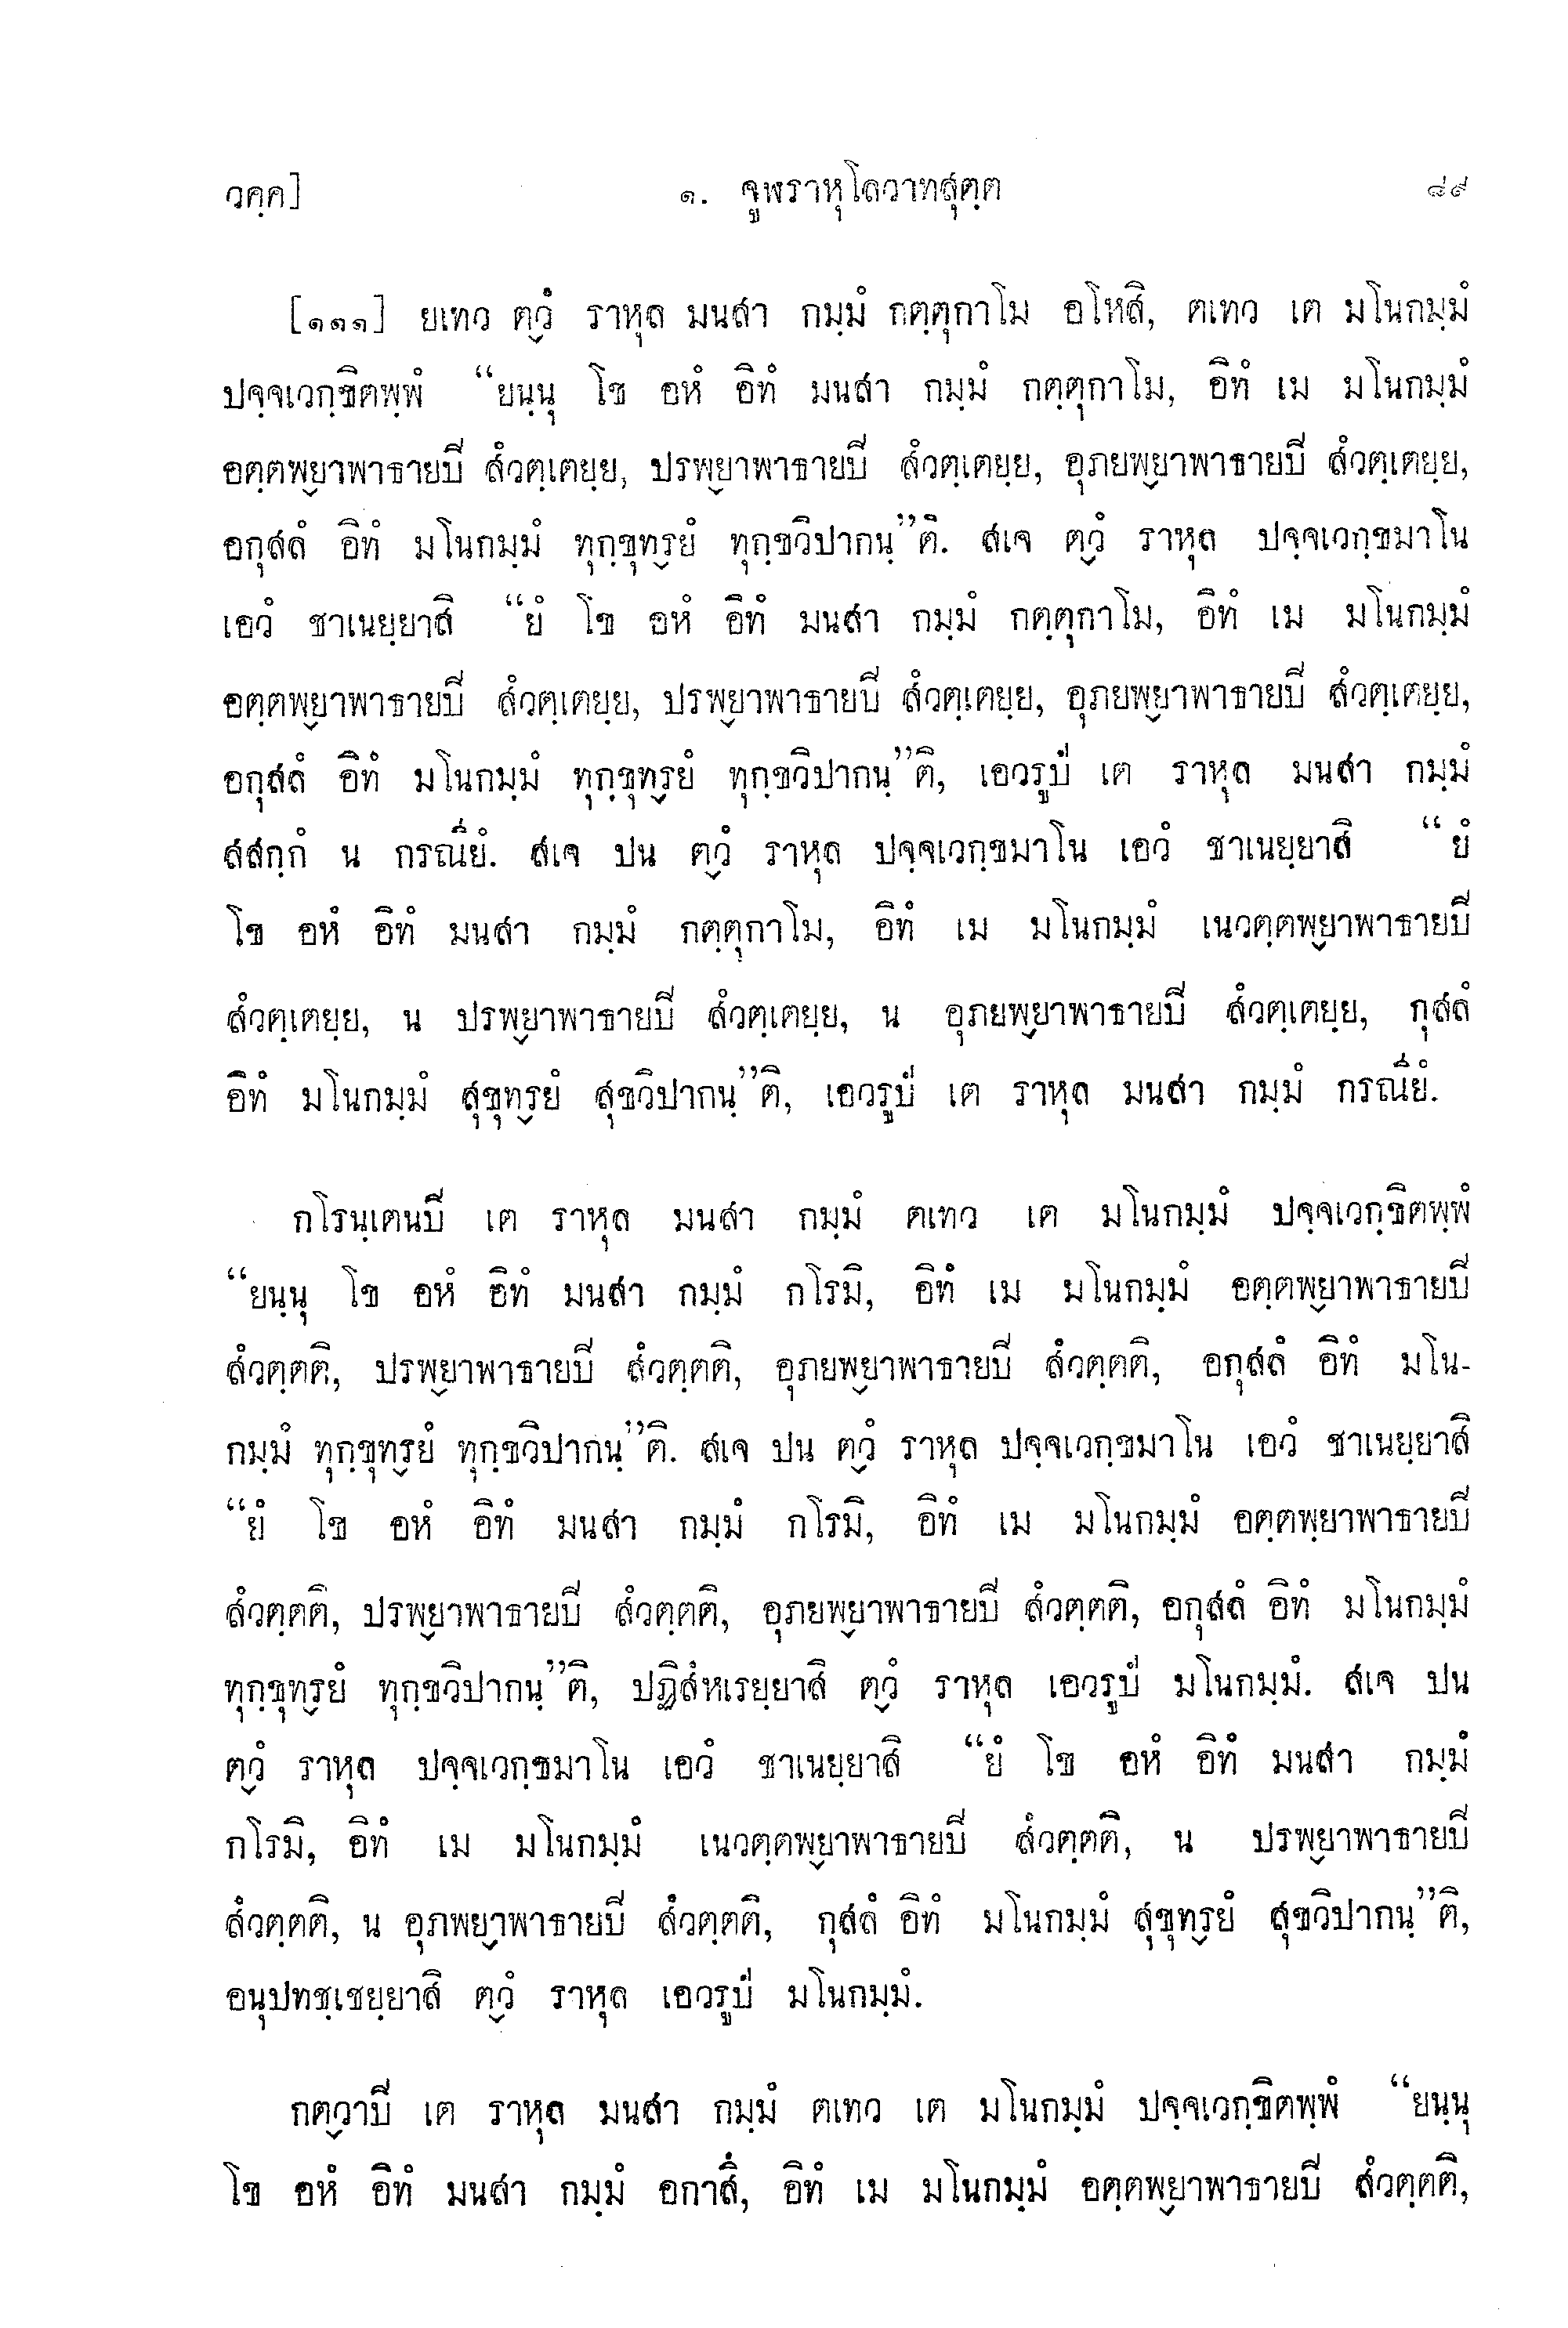 วคฺค] ๑. จูฬราหุโลวาทสุตฺต ๘๙
[๑๑๑] ยเทว ตฺวํ ราหุล มนสา กมฺมํ กตฺตุกาโม อโหสิ, ตเทว เต มโนกมฺมํ
ปจฺจเวกฺขิตพฺพํ “ยนฺนุ โข อหํ อิทํ มนสา กมฺมํ กตฺตุกาโม, อิทํ เม มโนกมฺมํ
อตฺตพฺยาพาธายปิ สํวตฺเตยฺย, ปรพฺยาพาธายปิ สํวตฺเตยฺย, อุภยพฺยาพาธายปิ สํวตฺเตยฺย,
อกุสลํ อิทํ มโนกมฺมํ ทุกฺขุทฺรยํ ทุกฺขวิปากนฺ”ติ. สเจ ตฺวํ ราหุล ปจฺจเวกฺขมาโน
เอวํ ชาเนยฺยาสิ “ยํ โข อหํ อิทํ มนสา กมฺมํ กตฺตุกาโม, อิทํ เม มโนกมฺมํ
อตฺตพฺยาพาธายปิ สํวตฺเตยฺย, ปรพฺยาพาธายปิ สํวตฺเตยฺย, อุภยพฺยาพาธายปิ สํวตฺเตยฺย,
อกุสลํ อิทํ มโนกมฺมํ ทุกฺขุทฺรยํ ทุกฺขวิปากนฺ”ติ, เอวรูปํ เต ราหุล มนสา กมฺมํ
สสกฺกํ น กรณียํ. สเจ ปน ตฺวํ ราหุล ปจฺจเวกฺขมาโน เอวํ ชาเนยฺยาสิ “ยํ
โข อหํ อิทํ มนสา กมฺมํ กตฺตุกาโม, อิทํ เม มโนกมฺมํ เนวตฺตพฺยาพาธายปิ
สํวตฺเตยฺย, น ปรพฺยาพาธายปิ สํวตฺเตยฺย, น อุภยพฺยาพาธายปิ สํวตฺเตยฺย, กุสลํ
อิทํ มโนกมฺมํ สุขุทฺรยํ สุขวิปากนฺ”ติ, เอวรูปํ เต ราหุล มนสา กมฺมํ กรณียํ.
กโรนฺเตนปิ เต ราหุล มนสา กมฺมํ ตเทว เต มโนกมฺมํ ปจฺจเวกฺขิตพฺพํ
“ยนฺนุ โข อหํ อิทํ มนสา กมฺมํ กโรมิ, อิทํ เม มโนกมฺมํ อตฺตพฺยาพาธายปิ
สํวตฺตติ, ปรพฺยาพาธายปิ สํวตฺตติ, อุภยพฺยาพาธายปิ สํวตฺตติ, อกุสลํ อิทํ มโน-
กมฺมํ ทุกฺขุทฺรยํ ทุกฺขวิปากนฺ”ติ. สเจ ปน ตฺวํ ราหุล ปจฺจเวกฺขมาโน เอวํ ชาเนยฺยาสิ
“ยํ โข อหํ อิทํ มนสา กมฺมํ กโรมิ, อิทํ เม มโนกมฺมํ อตฺตพฺยาพาธายปิ
สํวตฺตติ, ปรพฺยาพาธายปิ สํวตฺตติ, อุภยพฺยาพาธายปิ สํวตฺตติ, อกุสลํ อิทํ มโนกมฺมํ
ทุกฺขุทฺรยํ ทุกฺขวิปากนฺ”ติ, ปฏิสํหเรยฺยาสิ ตฺวํ ราหุล เอวรูปํ มโนกมฺมํ. สเจ ปน
ตฺวํ ราหุล ปจฺจเวกฺขมาโน เอวํ ชาเนยฺยาสิ “ยํ โข อหํ อิทํ มนสา กมฺมํ
กโรมิ, อิทํ เม มโนกมฺมํ เนวตฺตพฺยาพาธายปิ สํวตฺตติ, น ปรพฺยาพาธายปิ
สํวตฺตติ, น อุภพฺยาพาธายปิ สํวตฺตติ, กุสลํ อิทํ มโนกมฺมํ สุขุทฺรยํ สุขวิปากนฺ”ติ,
อนุปทชฺเชยฺยาสิ ตฺวํ ราหุล เอวรูปํ มโนกมฺมํ.
กตฺวาปิ เต ราหุล มนสา กมฺมํ ตเทว เต มโนกมฺมํ ปจฺจเวกฺขิตพฺพํ “ยนฺนุ
โข อหํ อิทํ มนสา กมฺมํ อกาสึ, อิทํ เม มโนกมฺมํ อตฺตพฺยาพาธายปิ สํวตฺตติ,